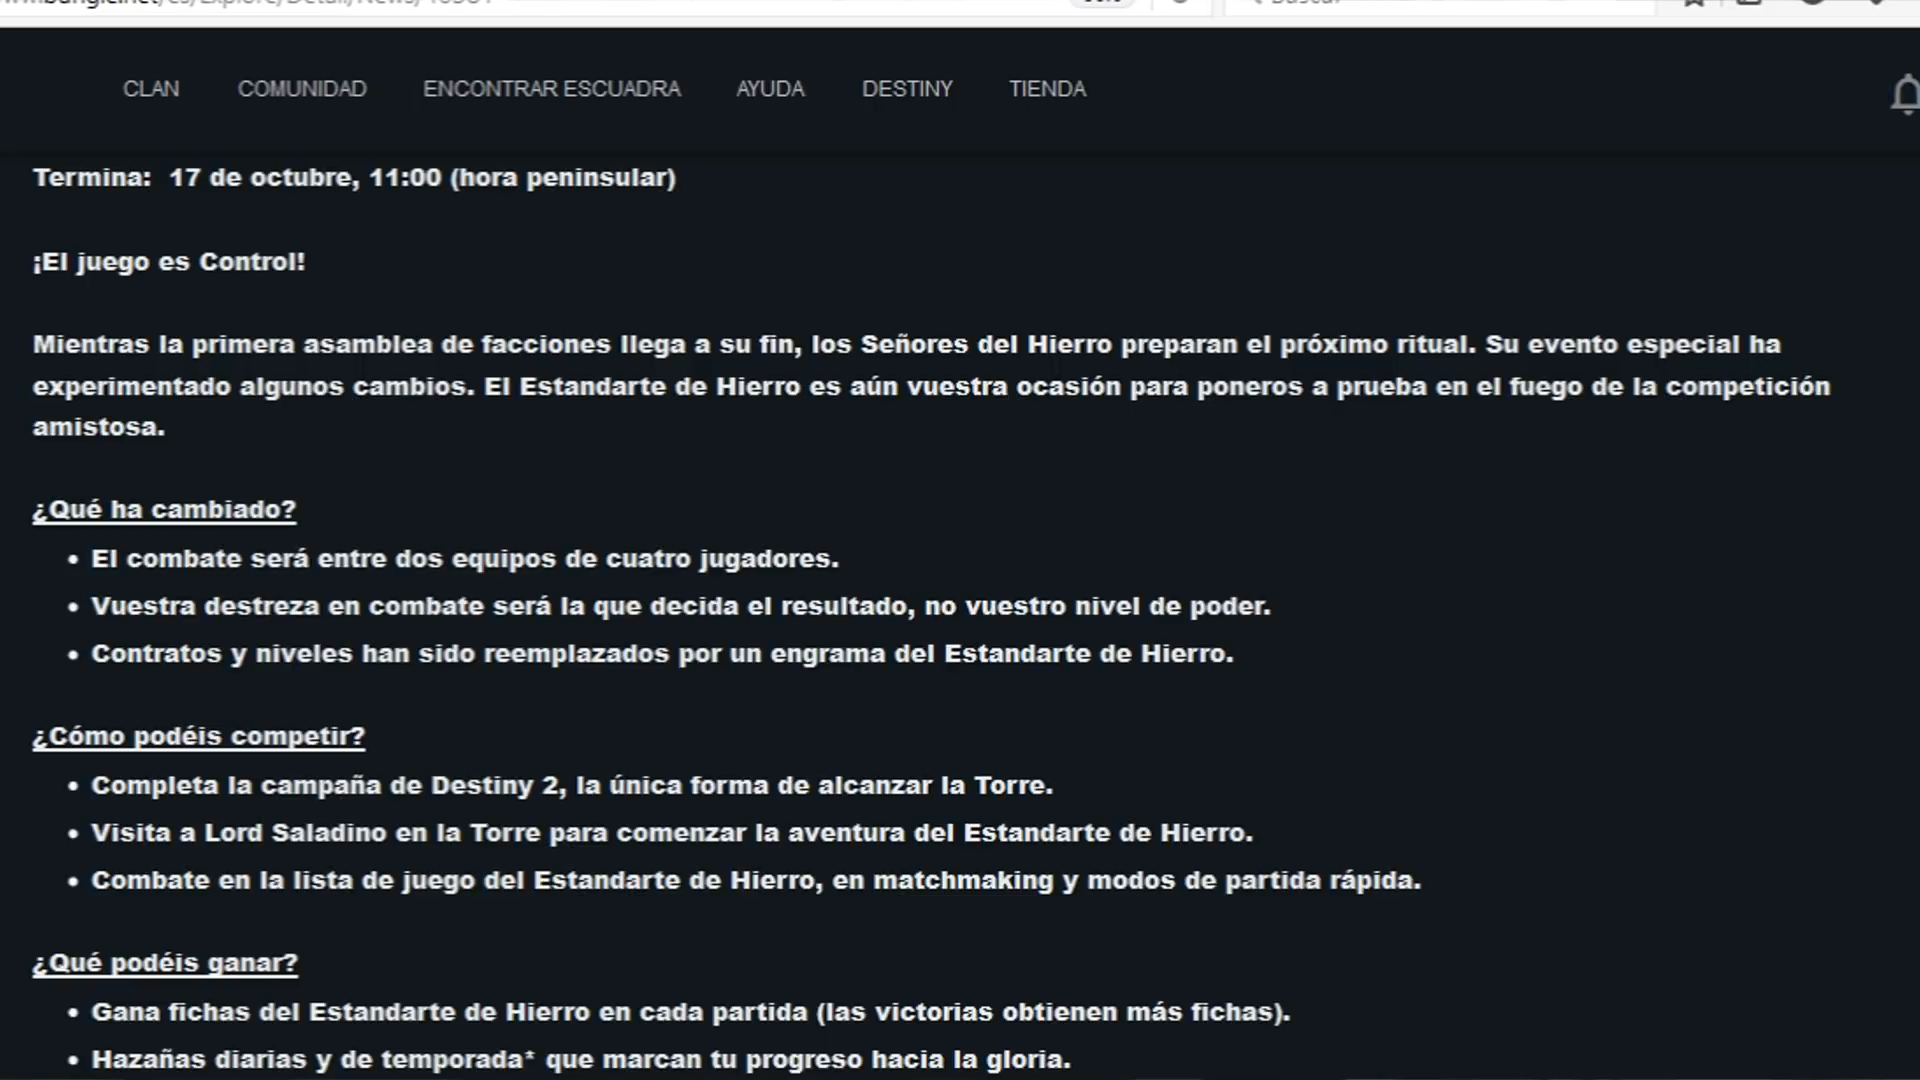 CLAN COMUNIDAD ENCONTRAR ESCUADRA AYUDA DESTINY TIENDA
Termina: 17 de octubre, 11:00 (hora peninsular)
¡El juego es Control!
Mientras la primera asamblea de facciones llega a su fin, los Señores del Hierro preparan el próximo ritual. Su evento especial ha
experimentado algunos cambios. El Estandarte de Hierro es aún vuestra ocasión para poneros a prueba en el fuego de la competición
amistosa.
¿Qué ha cambiado?
• El combate será entre dos equipos de cuatro jugadores.
• Vuestra destreza en combate será la que decida el resultado, no vuestro nivel de poder.
• Contratos y niveles han sido reemplazados por un engrama del Estandarte de Hierro.
¿Cómo podéis competir?
• Completa la campaña de Destiny 2, la única forma de alcanzar la Torre.
• Visita a Lord Saladino en la Torre para comenzar la aventura del Estandarte de Hierro.
• Combate en la lista de juego del Estandarte de Hierro, en matchmaking y modos de partida rápida.
¿Qué podéis ganar?
• Gana fichas del Estandarte de Hierro en cada partida (las victorias obtienen más fichas).
• Hazañas diarias y de temporada* que marcan tu progreso hacia la gloria.